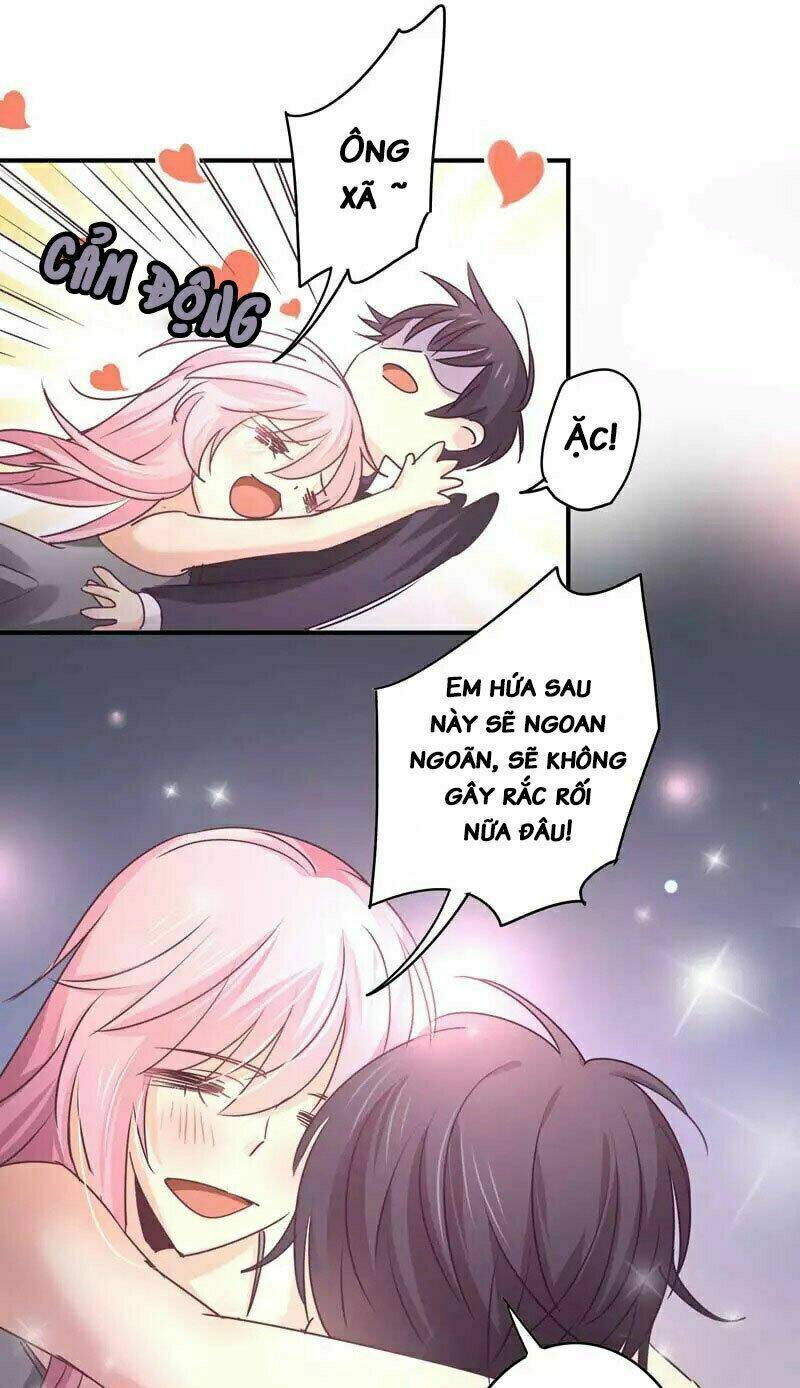 ÔNG
XÃ ~
CẢM ĐỘNG
ẶC!
EM HỨA SAU
NÀY SẼ NGOAN
NGOÃN, SẼ KHÔNG
GÂY RẮC RỐI
NỮA ĐÂU!